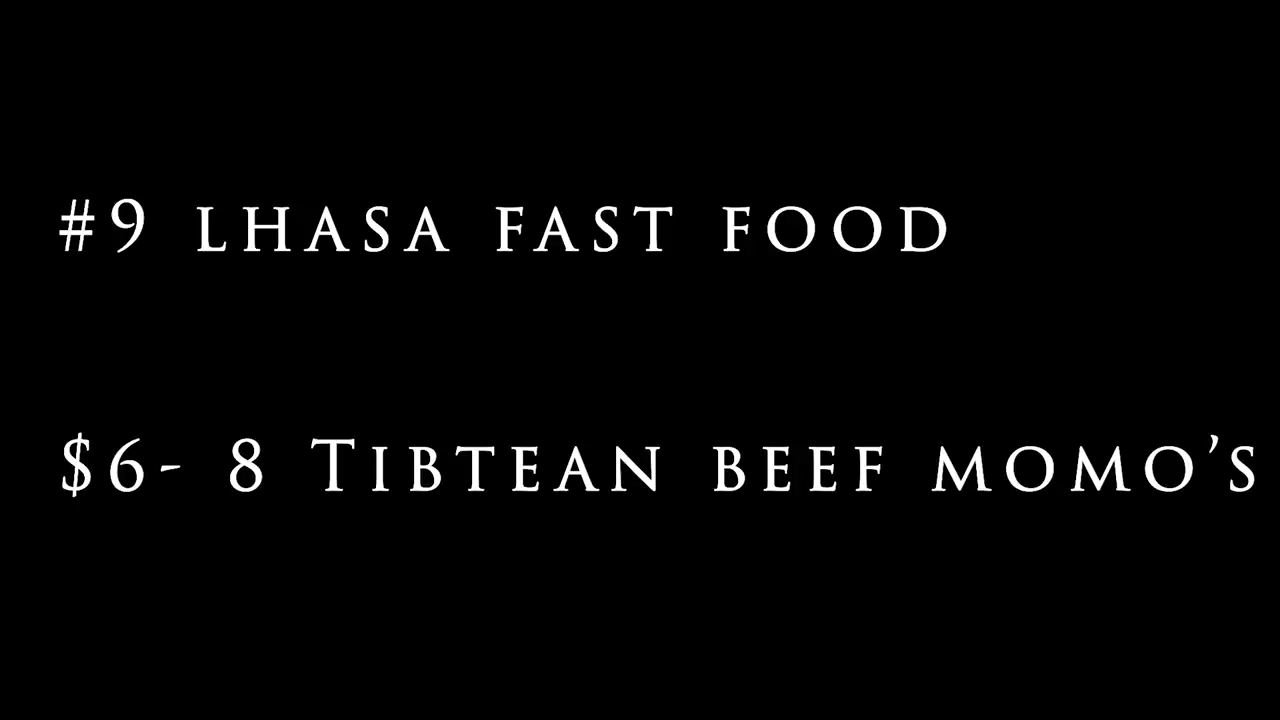 #9 LHASA FAST FOOD
$6- 8 TIBTEAN BEEF MOMO’S